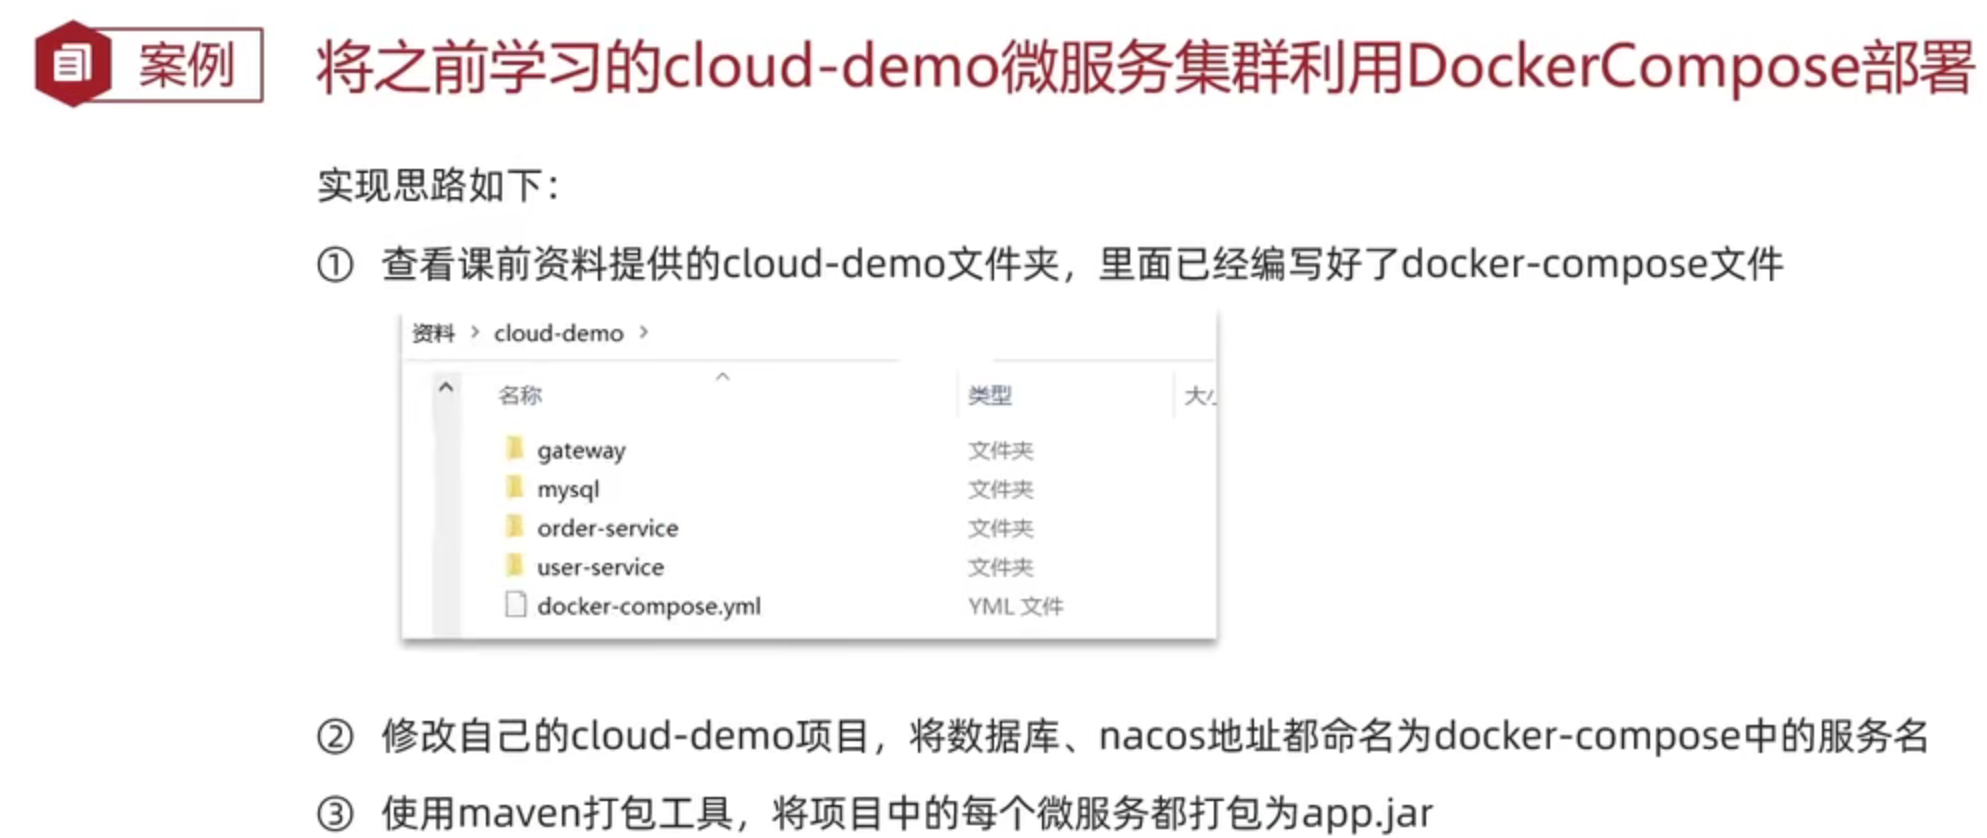 案例 将之前学习的cloud-demo微服务集群利用DockerCompose部署
实现思路如下：
① 查看课前资料提供的cloud-demo文件夹，里面已经编写好了docker-compose文件
资料 > cloud-demo >
名称 类型 大小
gateway 文件夹
mysql 文件夹
order-service 文件夹
user-service 文件夹
docker-compose.yml YML 文件
② 修改自己的cloud-demo项目，将数据库、nacos地址都命名为docker-compose中的服务名
③ 使用maven打包工具，将项目中的每个微服务都打包为app.jar